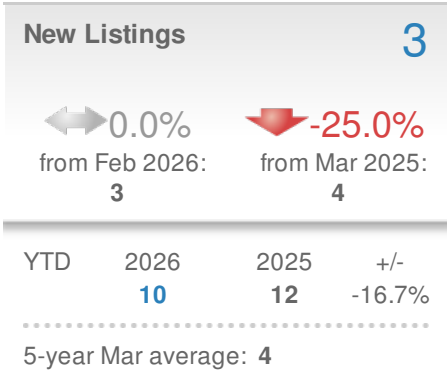 New Listings 3
0.0% -25.0%
from Feb 2026: from Mar 2025:
3 4
YTD 2026 2025 +/-
10 12 -16.7%
5-year Mar average: 4